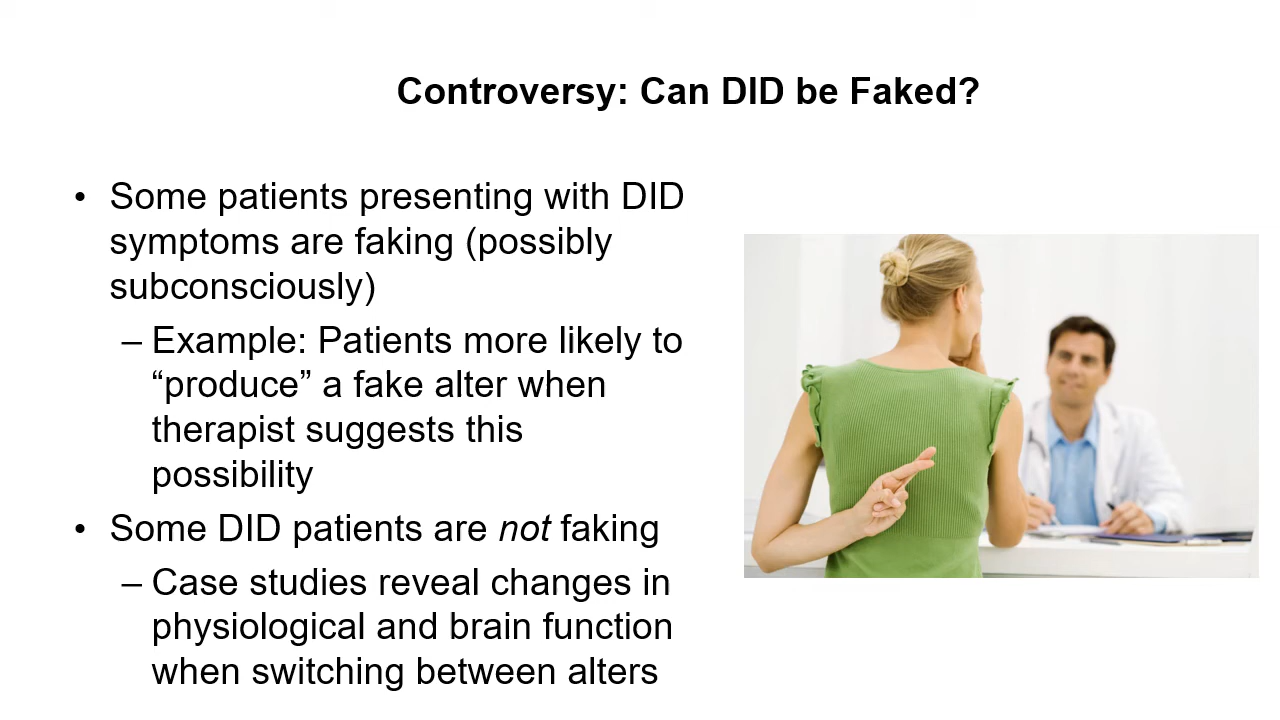 Controversy: Can DID be Faked?
• Some patients presenting with DID
symptoms are faking (possibly
subconsciously)
– Example: Patients more likely to
“produce” a fake alter when
therapist suggests this
possibility
• Some DID patients are not faking
– Case studies reveal changes in
physiological and brain function
when switching between alters